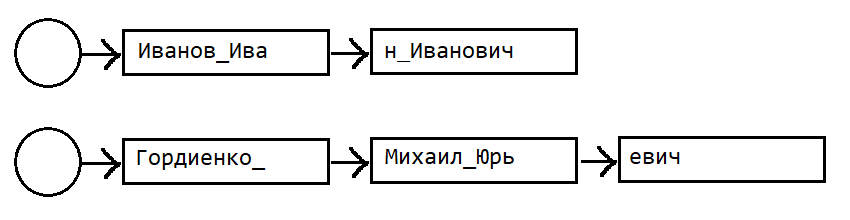 Иванов_Ива н_Иванович
Гордиенко_ Михаил_Юрь евич